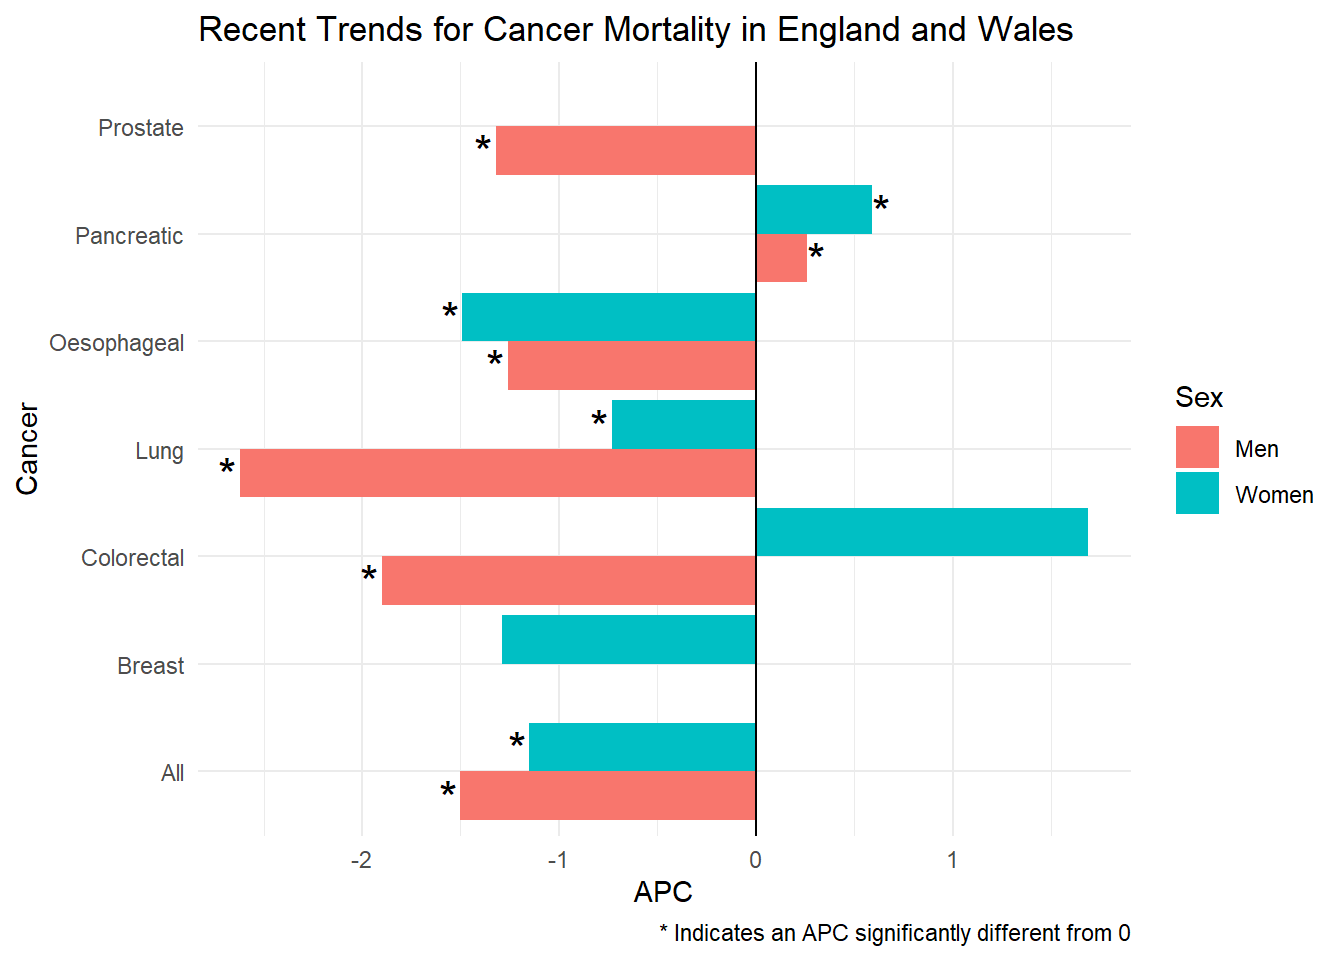 Recent Trends for Cancer Mortality in England and Wales
Prostate
*
*
Pancreatic
*
*
Oesophageal
*
*
Lung
*
Colorectal
*
Breast
*
All
*
-2 -1 0 1
APC
Cancer
Sex
Men
Women
* Indicates an APC significantly different from 0